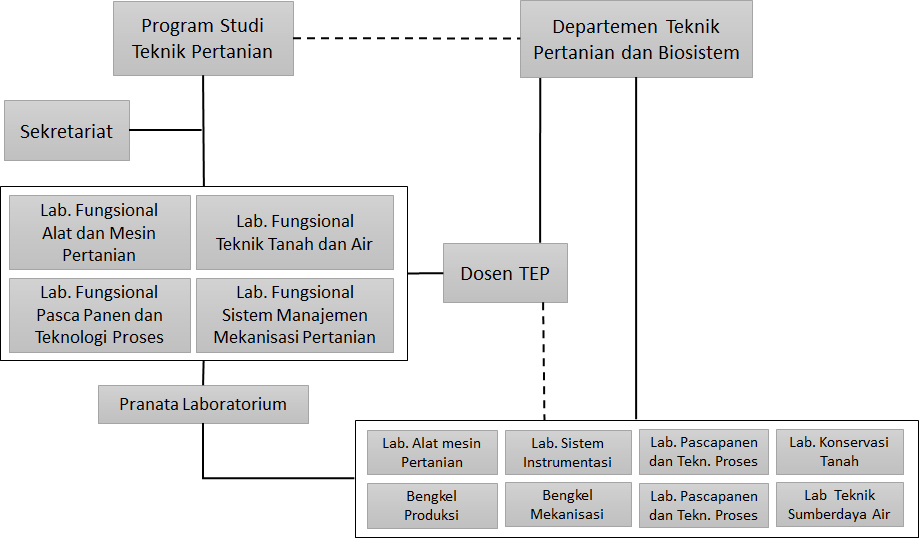 Program Studi
Teknik Pertanian
Departemen Teknik
Pertanian dan Biosistem
Sekretariat
Lab. Fungsional
Alat dan Mesin
Pertanian
Lab. Fungsional
Teknik Tanah dan Air
Lab. Fungsional
Pasca Panen dan
Teknologi Proses
Lab. Fungsional
Sistem Manajemen
Mekanisasi Pertanian
Dosen TEP
Pranata Laboratorium
Lab. Alat mesin
Pertanian
Lab. Sistem
Instrumentasi
Lab. Pascapanen
dan Tekn. Proses
Lab. Konservasi
Tanah
Bengkel
Produksi
Bengkel
Mekanisasi
Lab. Pascapanen
dan Tekn. Proses
Lab Teknik
Sumberdaya Air